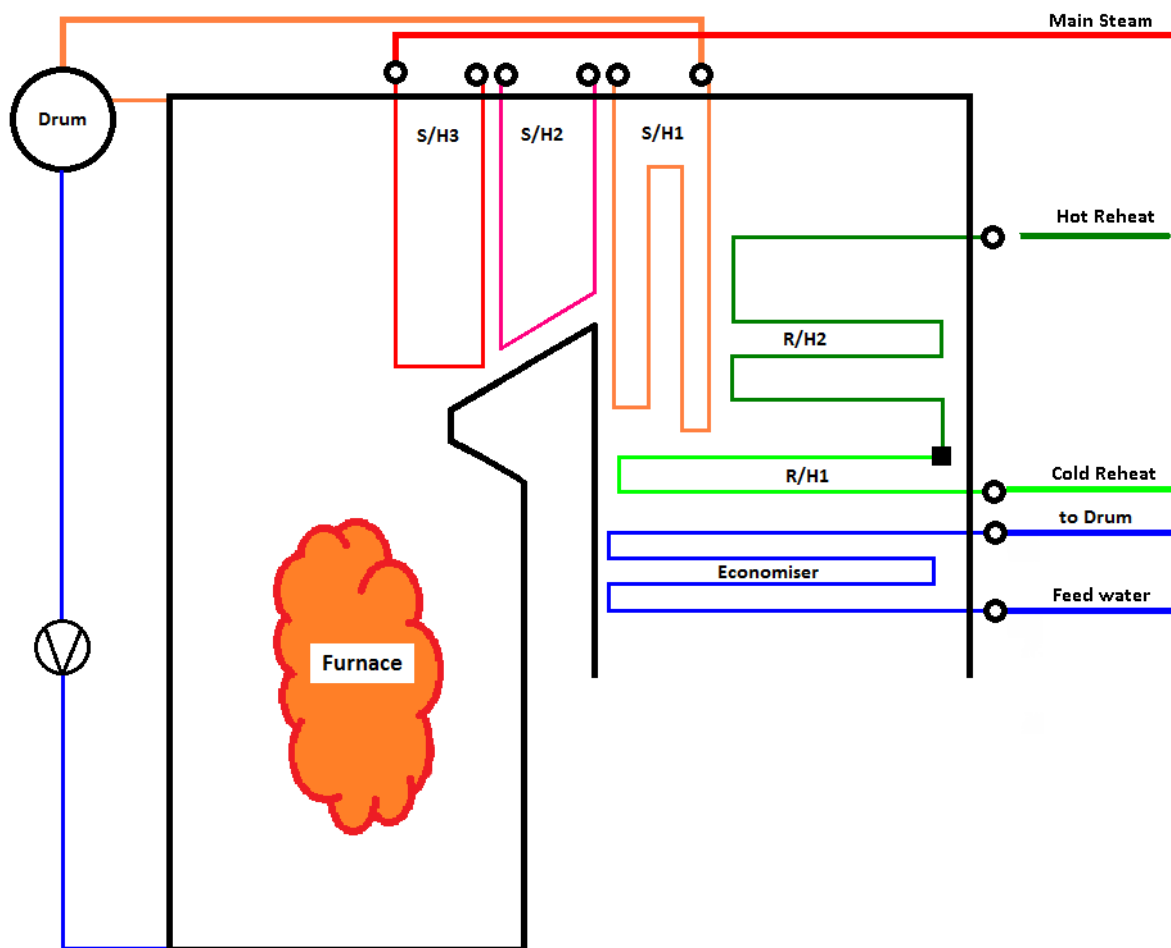 Main Steam
Drum
S/H3
S/H2
S/H1
Hot Reheat
R/H2
R/H1
Cold Reheat
to Drum
Economiser
Feed water
Furnace